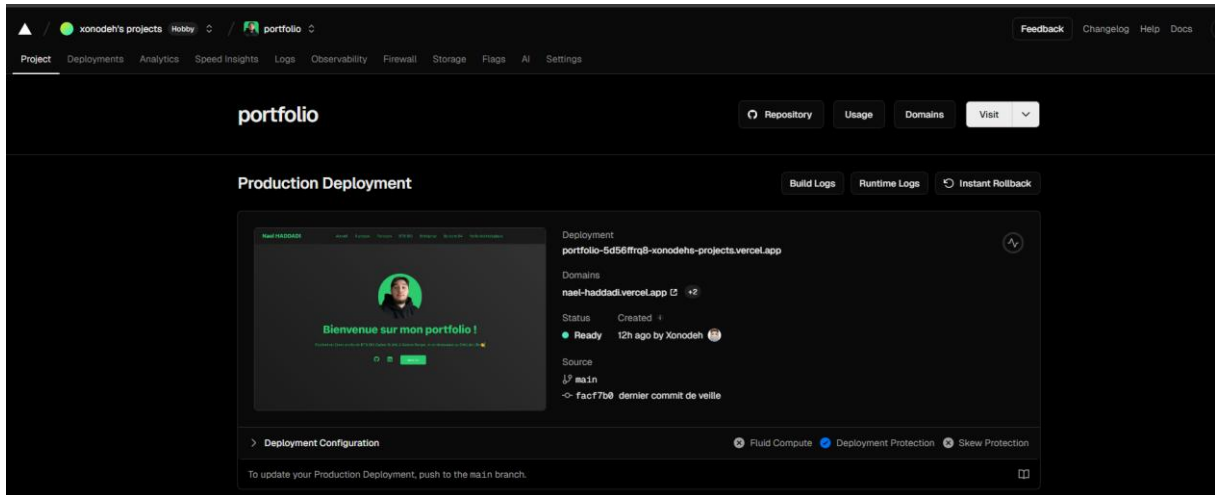 xonodeh's projects Hobby / portfolio
Feedback Changelog Help Docs
Project Deployments Analytics Speed Insights Logs Observability Firewall Storage Flags AI Settings
portfolio
Repository Usage Domains Visit
Production Deployment
Build Logs Runtime Logs Instant Rollback
Nael HADDADI
Bienvenue sur mon portfolio !
Deployment
portfolio-5d56ffrq8-xonodehs-projects.vercel.app
Domains
nael-haddadi.vercel.app +2
Status Created
Ready 12h ago by Xonodeh
Source
main
facf7b0 dernier commit de veille
Deployment Configuration
Fluid Compute Deployment Protection Skew Protection
To update your Production Deployment, push to the main branch.